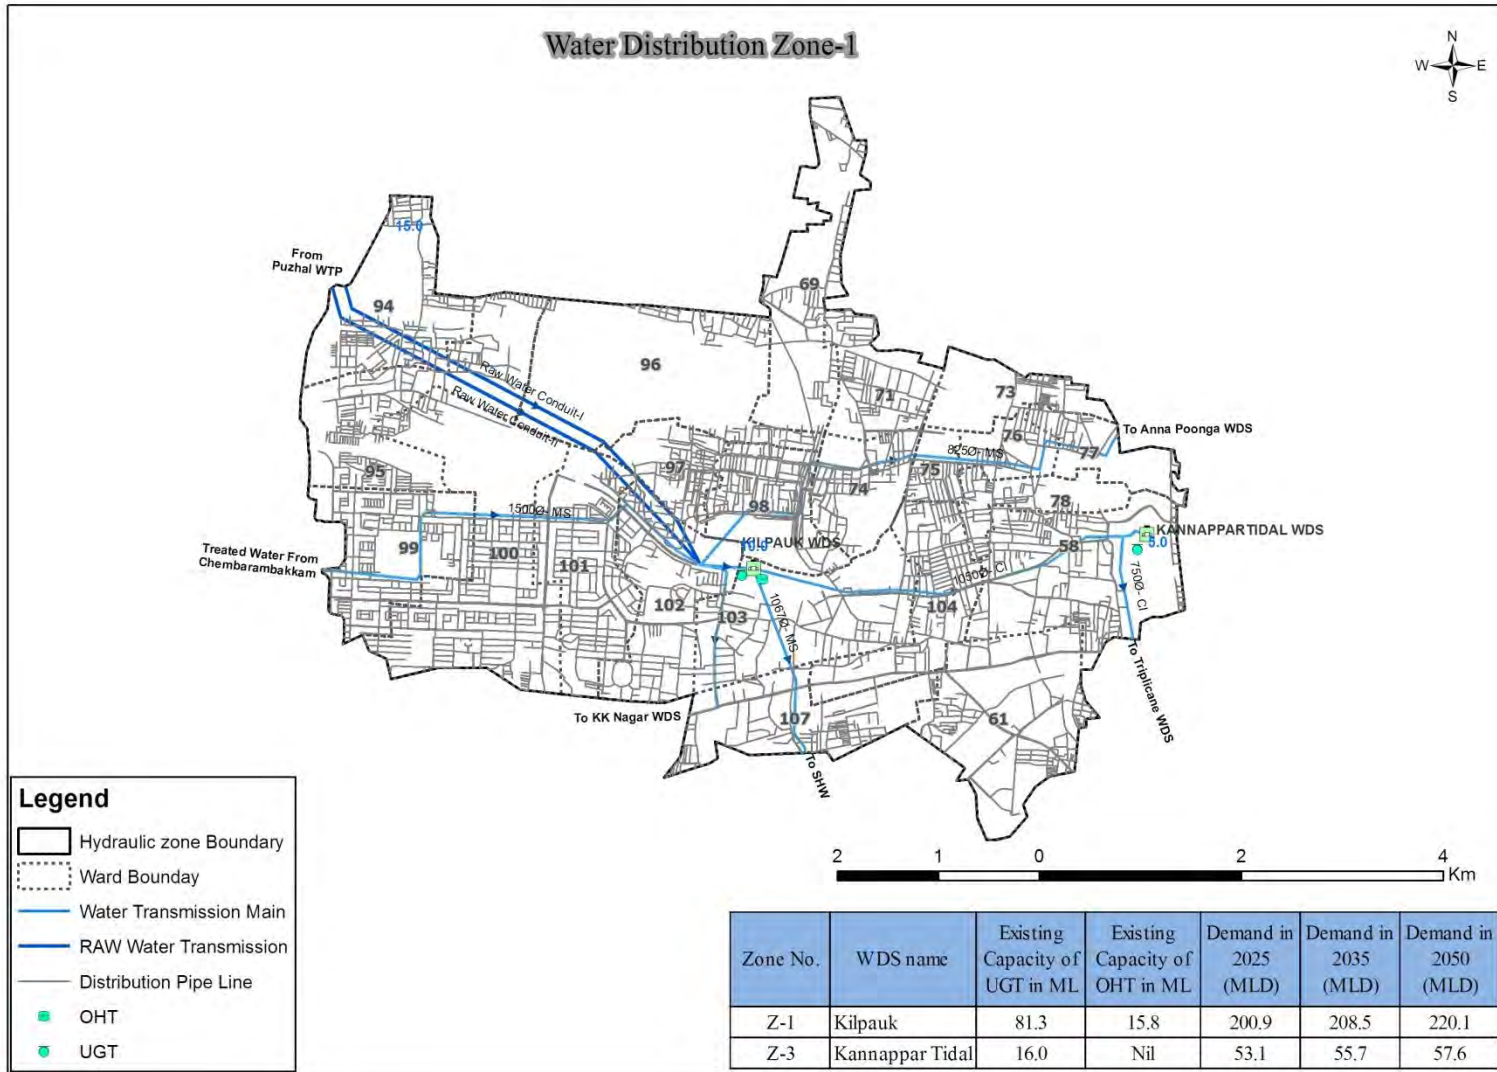 Water Distribution Zone-1
N
W E
S
15.0
From
Puzhal WTP
94
69
96
Raw Water Conduit-I
Raw Water Conduit-II
71
73
76
To Anna Poonga WDS
77
825Ø- MS
95
97
75
74
78
98
1500Ø- MS
KANNAPPARTIDAL WDS
5.0
KILPAUK WDS
58
99
100
Treated Water From
Chembarambakkam
101
1050Ø- CI
750Ø- CI
102
103
1067Ø- MS
104
To Triplicane WDS
To KK Nagar WDS
107
61
To SHW
Legend
Hydraulic zone Boundary
Ward Bounday
Water Transmission Main
RAW Water Transmission
Distribution Pipe Line
OHT
UGT
2 1 0 2 4
Km
Zone No. WDS name Existing Capacity of UGT in ML Existing Capacity of OHT in ML Demand in 2025 (MLD) Demand in 2035 (MLD) Demand in 2050 (MLD)
Z-1 Kilpauk 81.3 15.8 200.9 208.5 220.1
Z-3 Kannappar Tidal 16.0 Nil 53.1 55.7 57.6